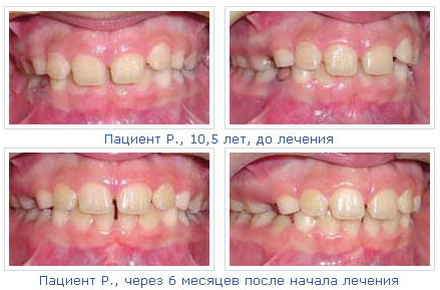 Пациент Р., 10,5 лет, до лечения
Пациент Р., через 6 месяцев после начала лечения